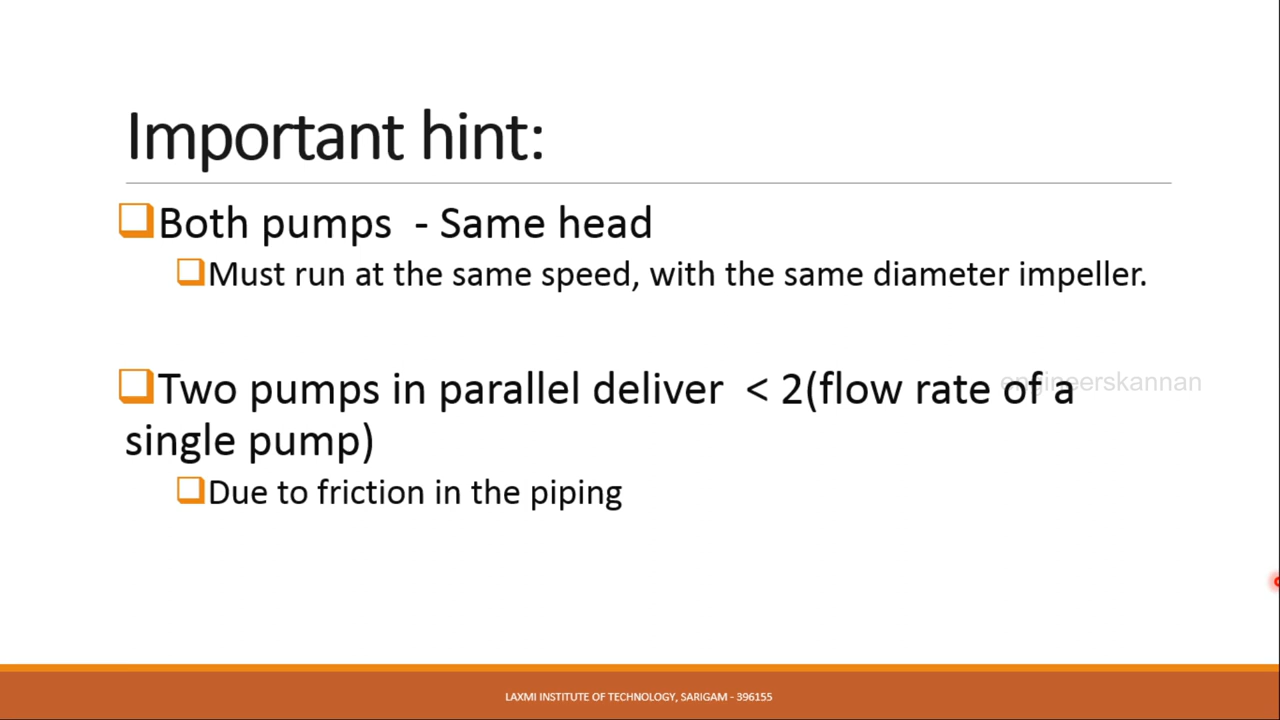 Important hint:
Both pumps - Same head
Must run at the same speed, with the same diameter impeller.
Two pumps in parallel deliver < 2(flow rate of a
single pump)
engineerskannan
Due to friction in the piping
LAXMI INSTITUTE OF TECHNOLOGY, SARIGAM - 396155